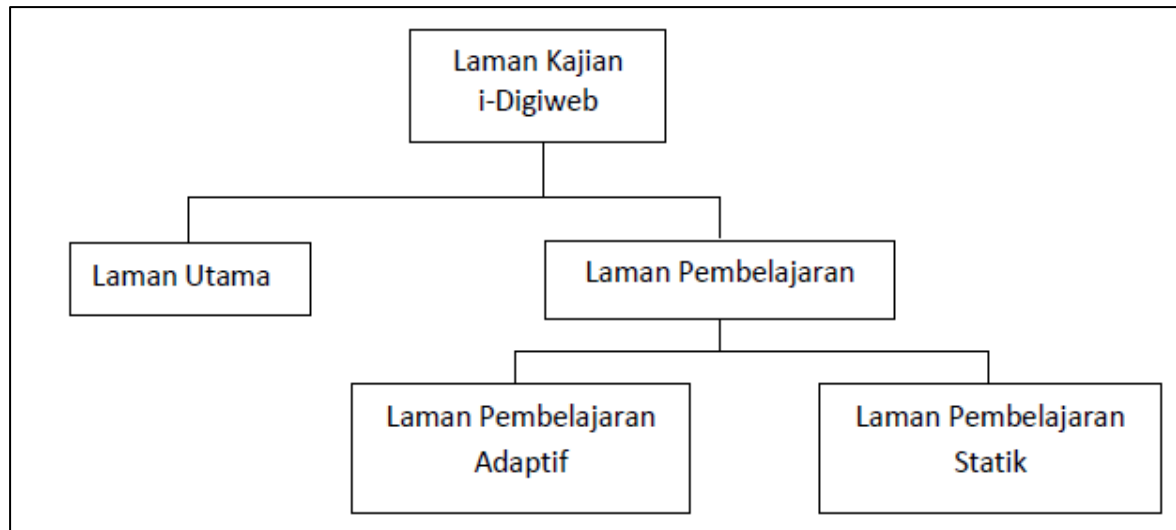 Laman Kajian
i-Digiweb
Laman Utama
Laman Pembelajaran
Laman Pembelajaran
Adaptif
Laman Pembelajaran
Statik